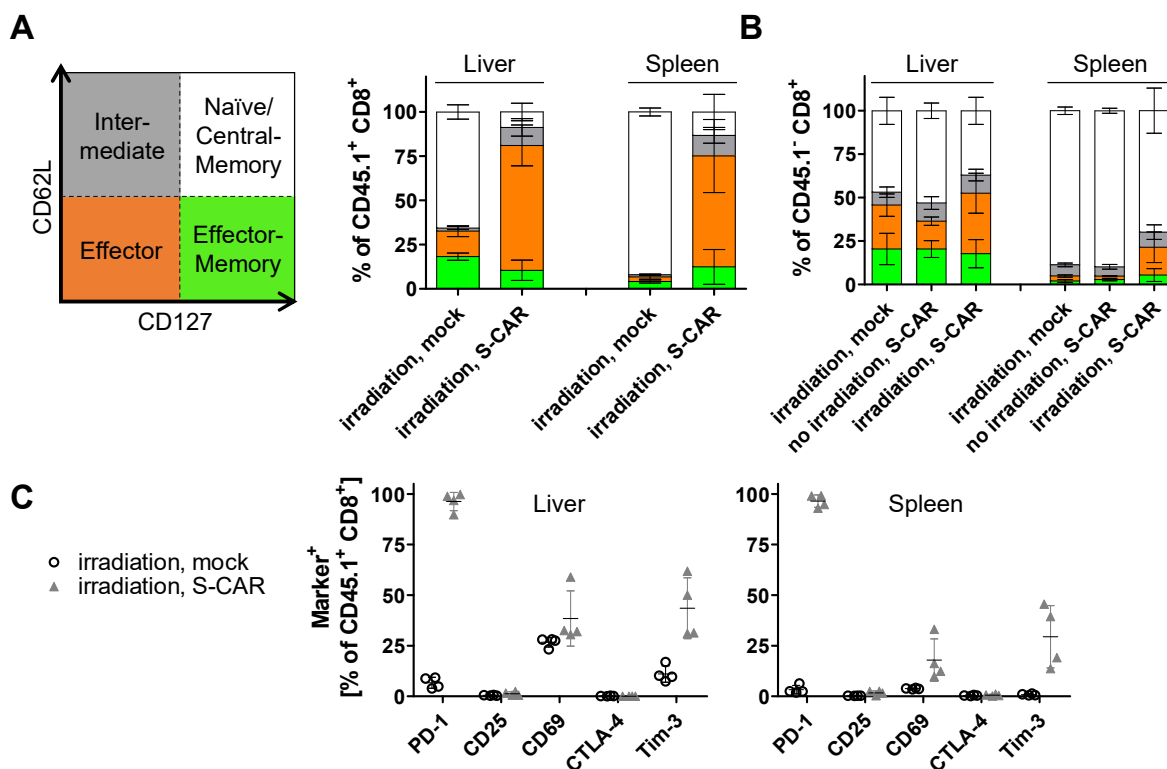 A
Inter-
mediate
Naïve/
Central-
Memory
Effector
Effector-
Memory
CD62L
CD127
Liver
Spleen
% of CD45.1⁺ CD8⁺
100
75
50
25
0
irradiation, mock
irradiation, S-CAR
irradiation, mock
irradiation, S-CAR
B
Liver
Spleen
% of CD45.1⁻ CD8⁺
100
75
50
25
0
irradiation, mock
no irradiation, S-CAR
irradiation, S-CAR
irradiation, mock
no irradiation, S-CAR
irradiation, S-CAR
C
irradiation, mock
irradiation, S-CAR
Marker⁺
[% of CD45.1⁺ CD8⁺]
Liver
100
75
50
25
0
PD-1
CD25
CD69
CTLA-4
Tim-3
Spleen
100
75
50
25
0
PD-1
CD25
CD69
CTLA-4
Tim-3